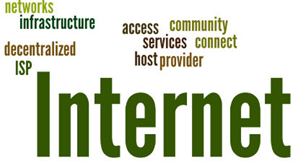 networks
infrastructure
access community
services connect
decentralized
host provider
ISP
Internet